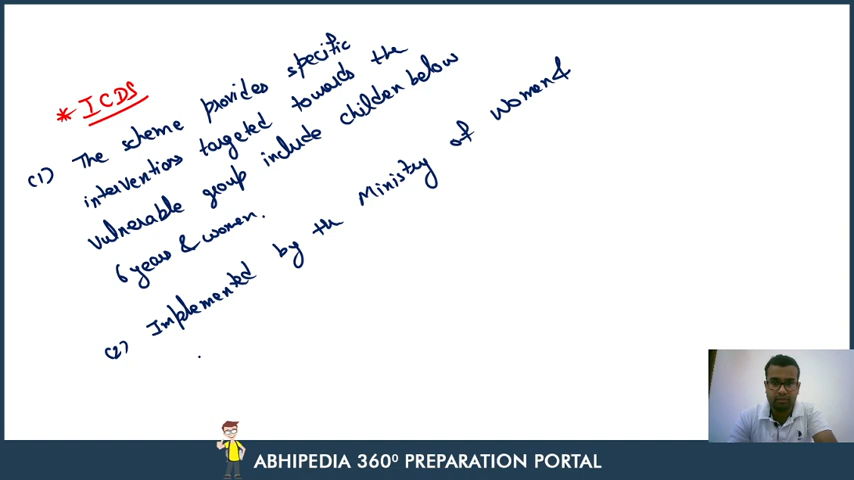 * ICDS
(1) The scheme provides specific
interventions targeted towards the
vulnerable group include children below
6 years & women.
(2) Implemented by the Ministry of Women &
ABHIPEDIA 360° PREPARATION PORTAL